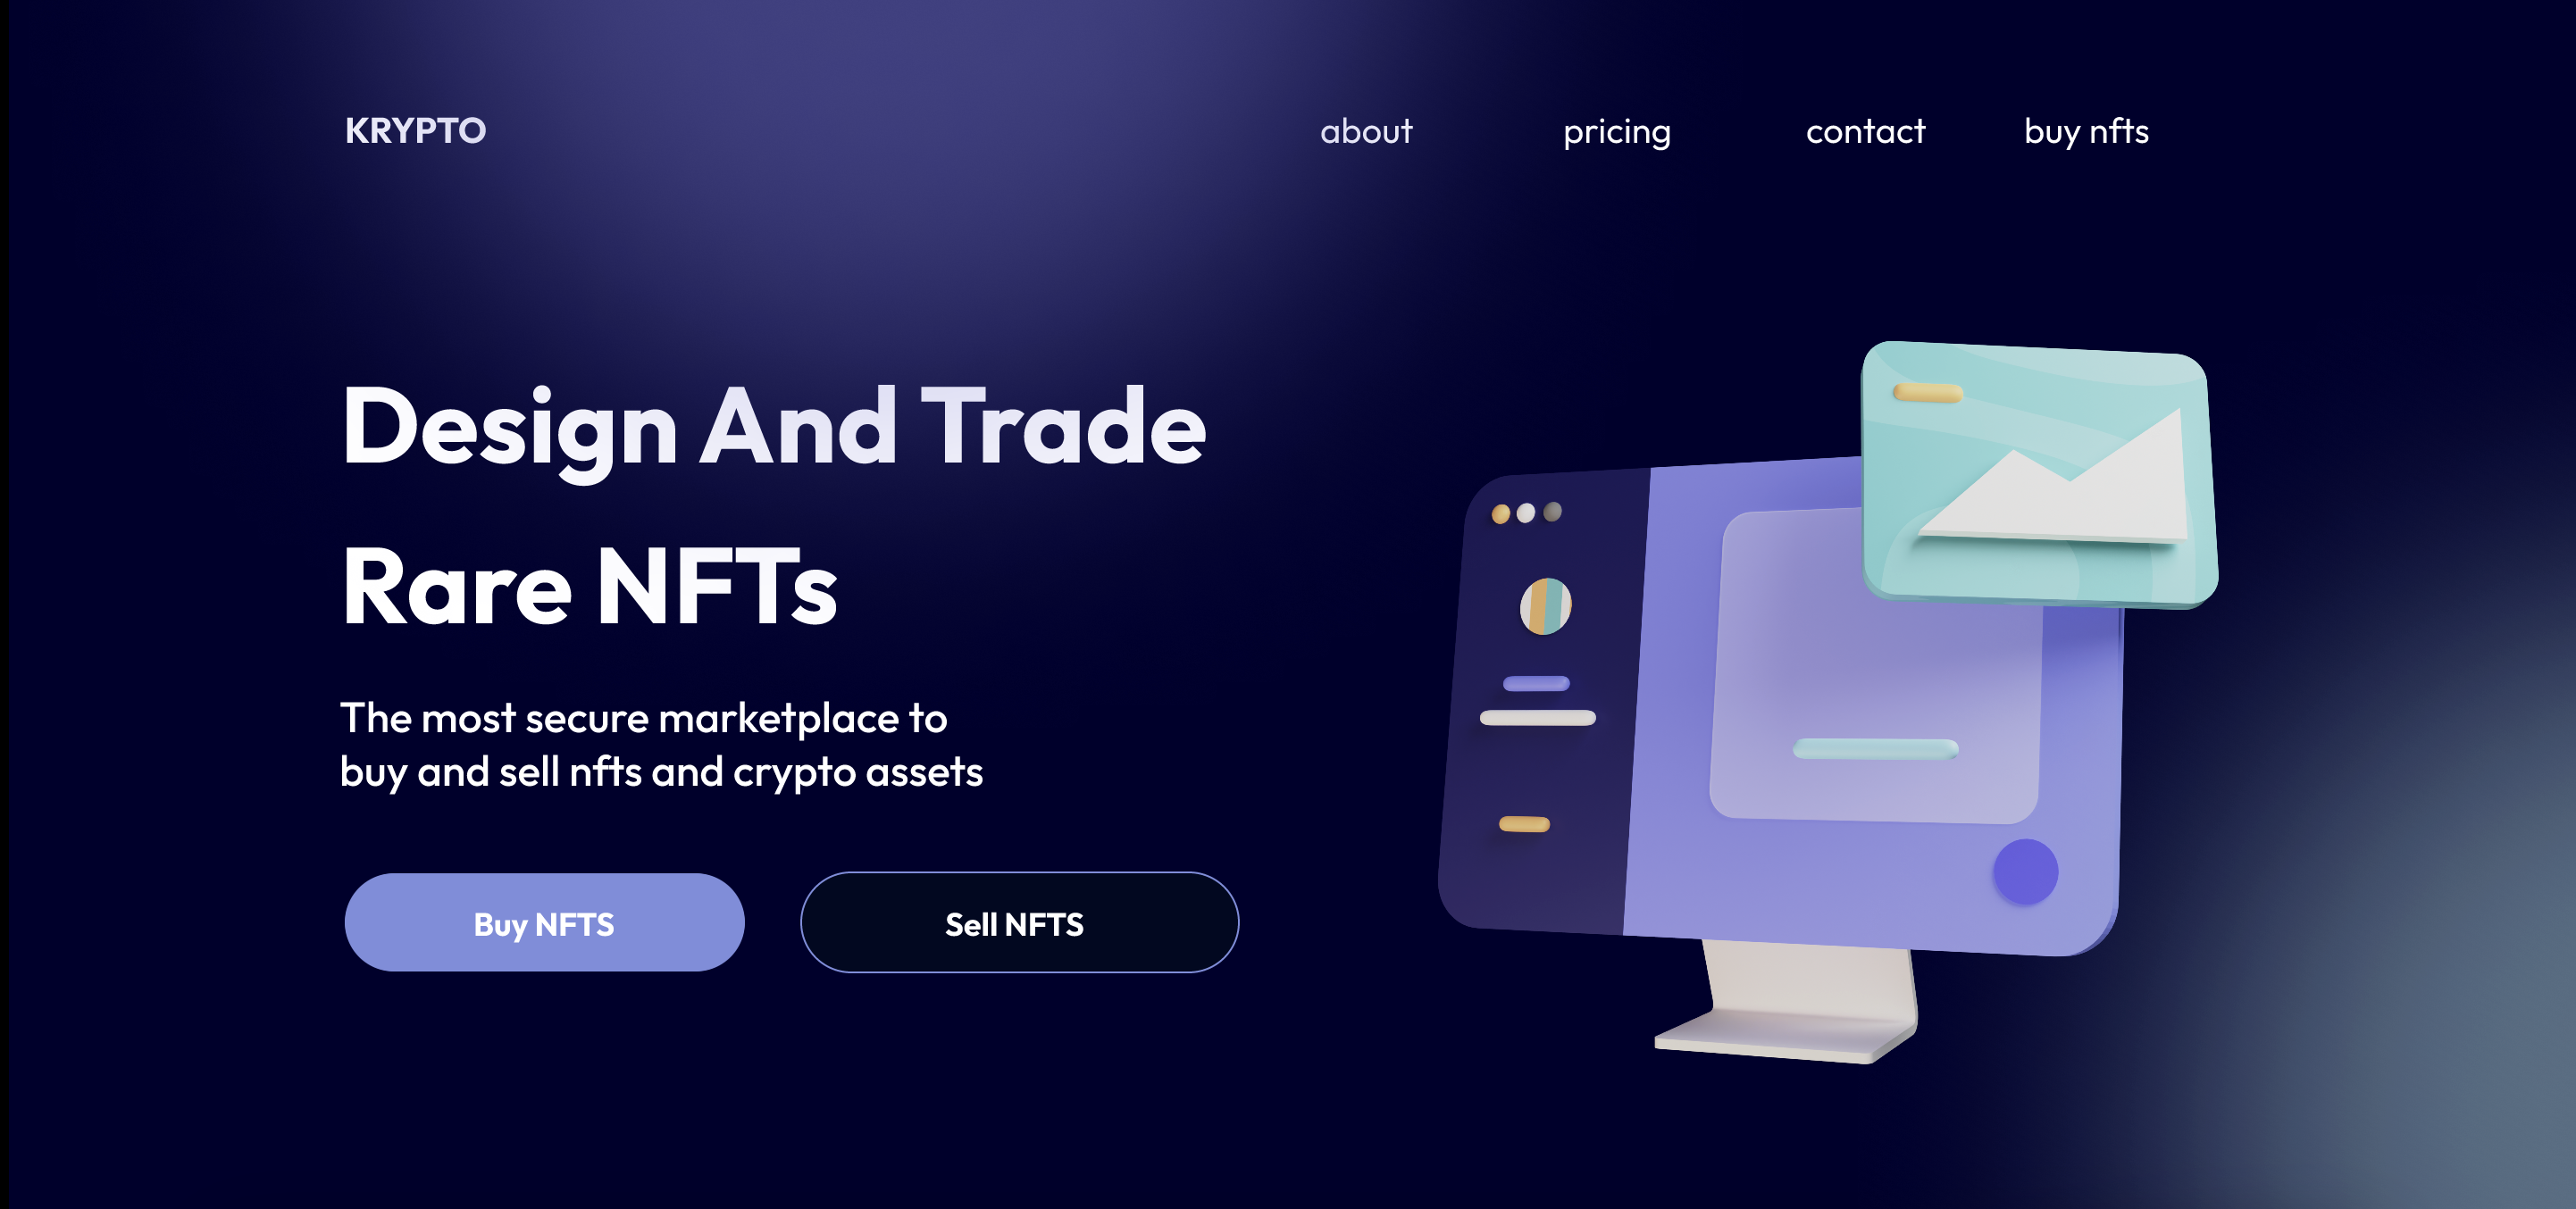 KRYPTO
about pricing contact buy nfts
Design And Trade
Rare NFTs
The most secure marketplace to
buy and sell nfts and crypto assets
Buy NFTS Sell NFTS